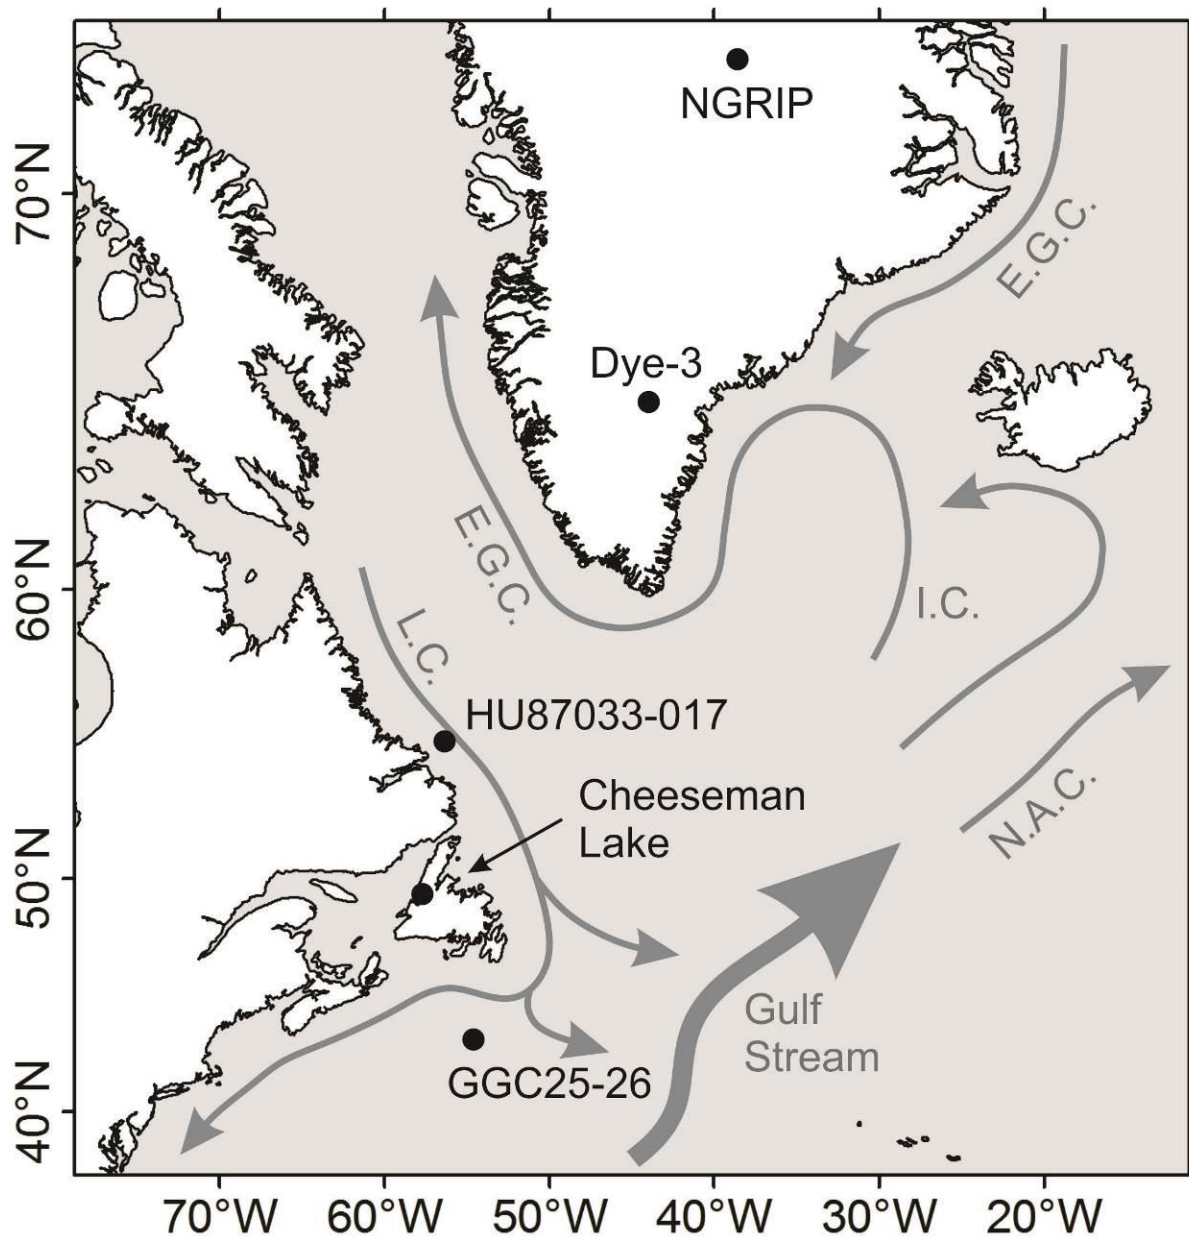 NGRIP
70°N
E.G.C.
Dye-3
E.G.C.
60°N
I.C.
L.C.
HU87033-017
Cheeseman
Lake
N.A.C.
50°N
Gulf
Stream
GGC25-26
40°N
70°W
60°W
50°W
40°W
30°W
20°W